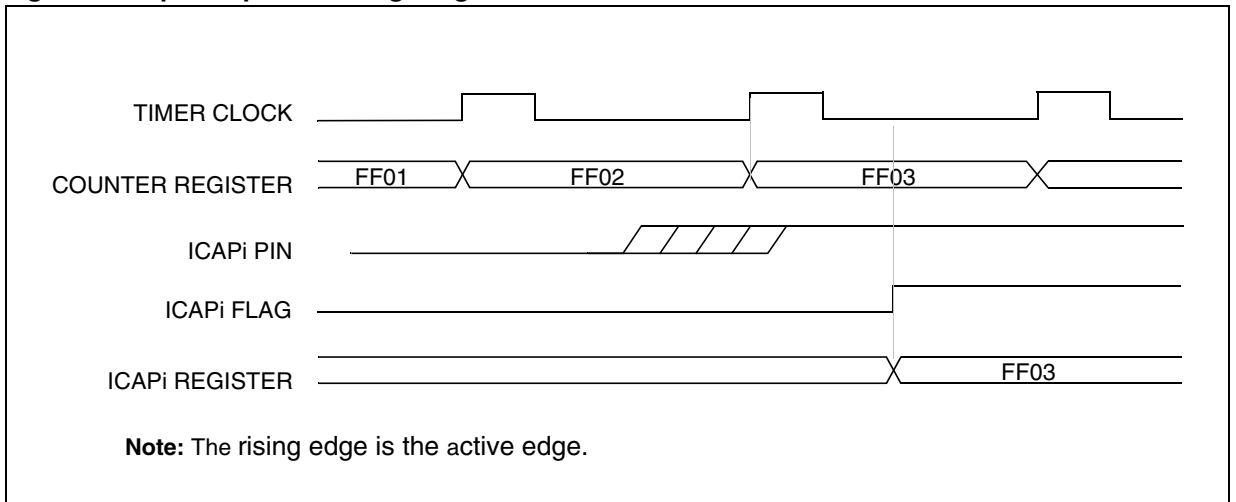 TIMER CLOCK
COUNTER REGISTER FF01 FF02 FF03
ICAPi PIN
ICAPi FLAG
ICAPi REGISTER FF03
Note: The rising edge is the active edge.